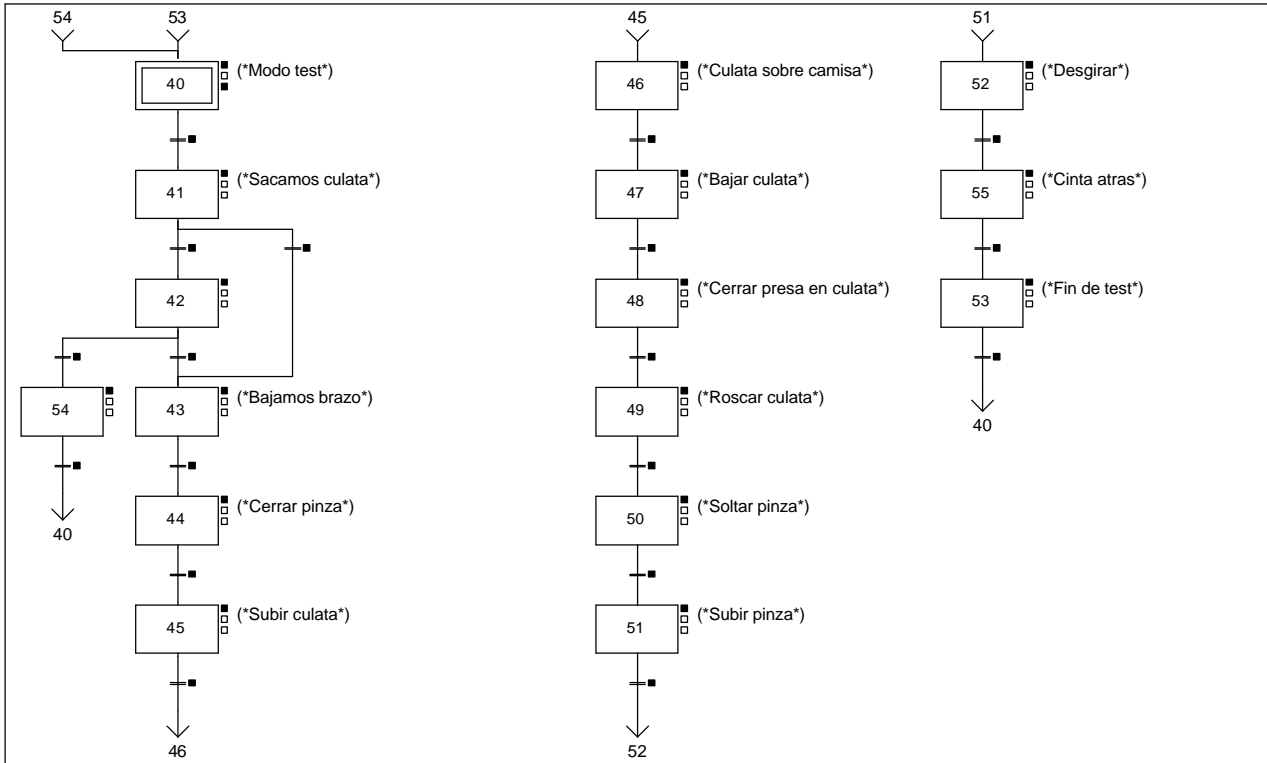 54
53
40
(*Modo test*)
41
(*Sacamos culata*)
42
54
43
(*Bajamos brazo*)
40
44
(*Cerrar pinza*)
45
(*Subir culata*)
46
45
46
(*Culata sobre camisa*)
47
(*Bajar culata*)
48
(*Cerrar presa en culata*)
49
(*Roscar culata*)
50
(*Soltar pinza*)
51
(*Subir pinza*)
52
51
52
(*Desgirar*)
55
(*Cinta atras*)
53
(*Fin de test*)
40